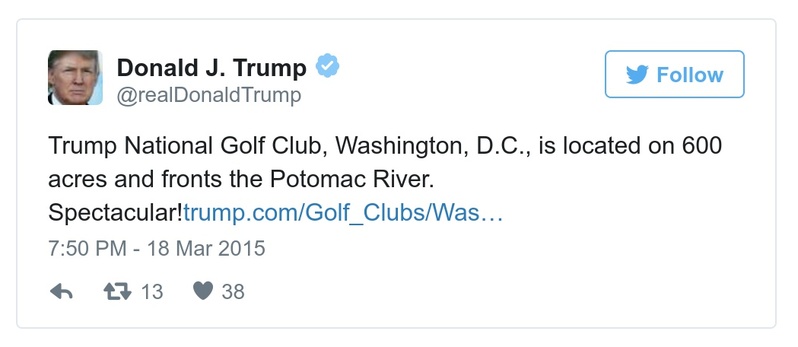 Donald J. Trump
@realDonaldTrump
Follow
Trump National Golf Club, Washington, D.C., is located on 600
acres and fronts the Potomac River.
Spectacular!trump.com/Golf_Clubs/Was…
7:50 PM - 18 Mar 2015
13 38